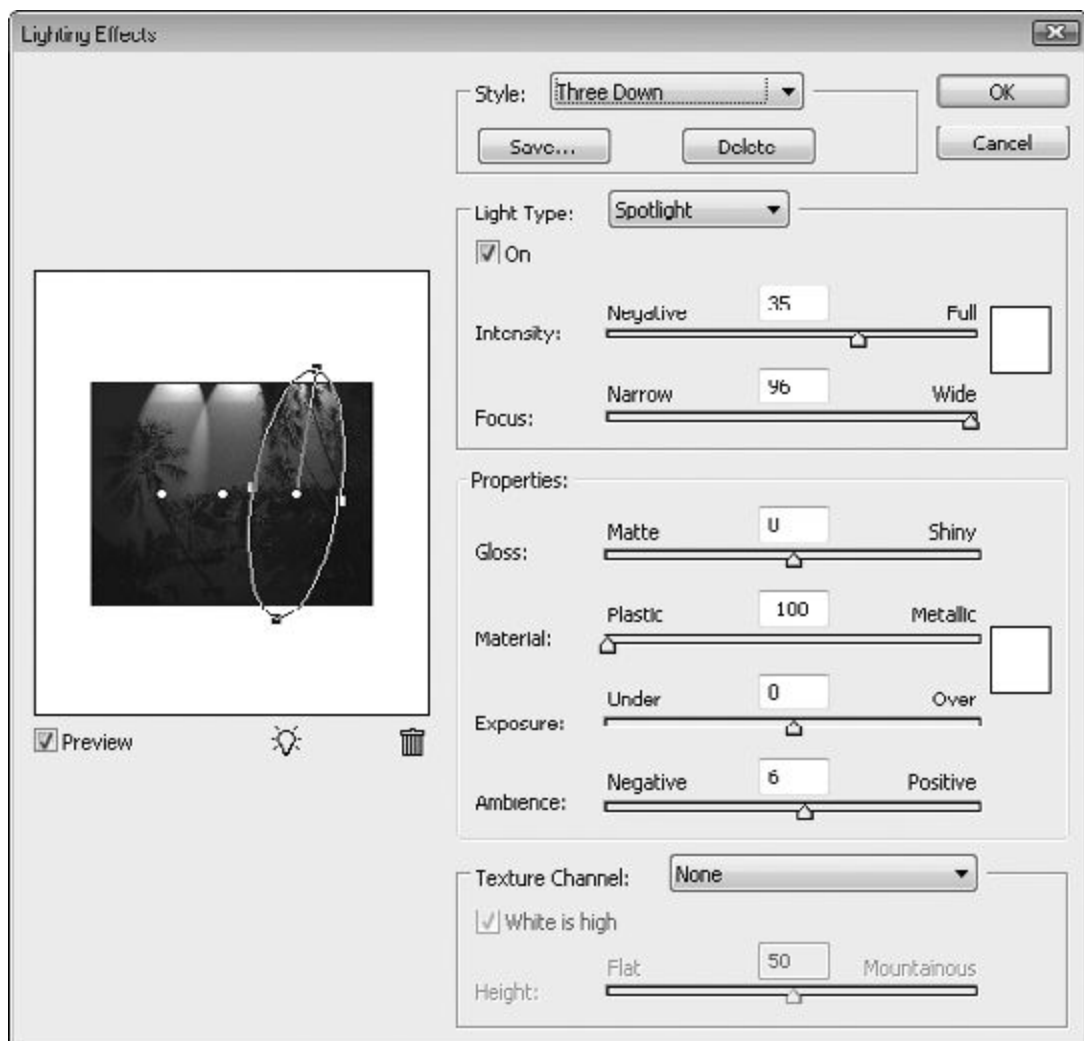 Lighting Effects
Style: Three Down
OK
Save... Delete
Cancel
Light Type: Spotlight
On
Intensity: Negative 35 Full
Focus: Narrow 96 Wide
Properties:
Gloss: Matte 0 Shiny
Material: Plastic 100 Metallic
Exposure: Under 0 Over
Ambience: Negative 6 Positive
Preview
Texture Channel: None
White is high
Height: Flat 50 Mountainous